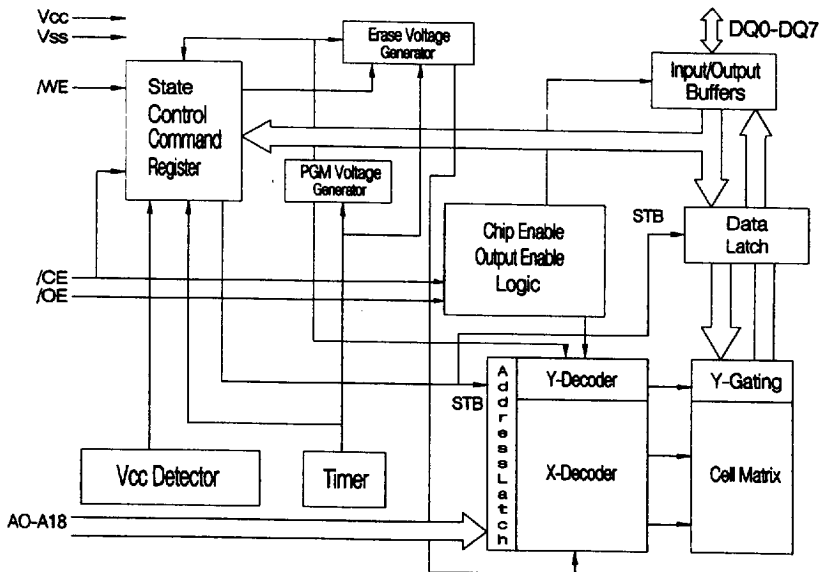 Vcc
Vss
/WE
State
Control
Command
Register
Erase Voltage
Generator
DQ0-DQ7
Input/Output
Buffers
PGM Voltage
Generator
Chip Enable
Output Enable
Logic
STB
Data
Latch
/CE
/OE
STB
AddressLatch
Y-Decoder
Y-Gating
X-Decoder
Cell Matrix
Vcc Detector
Timer
AO-A18